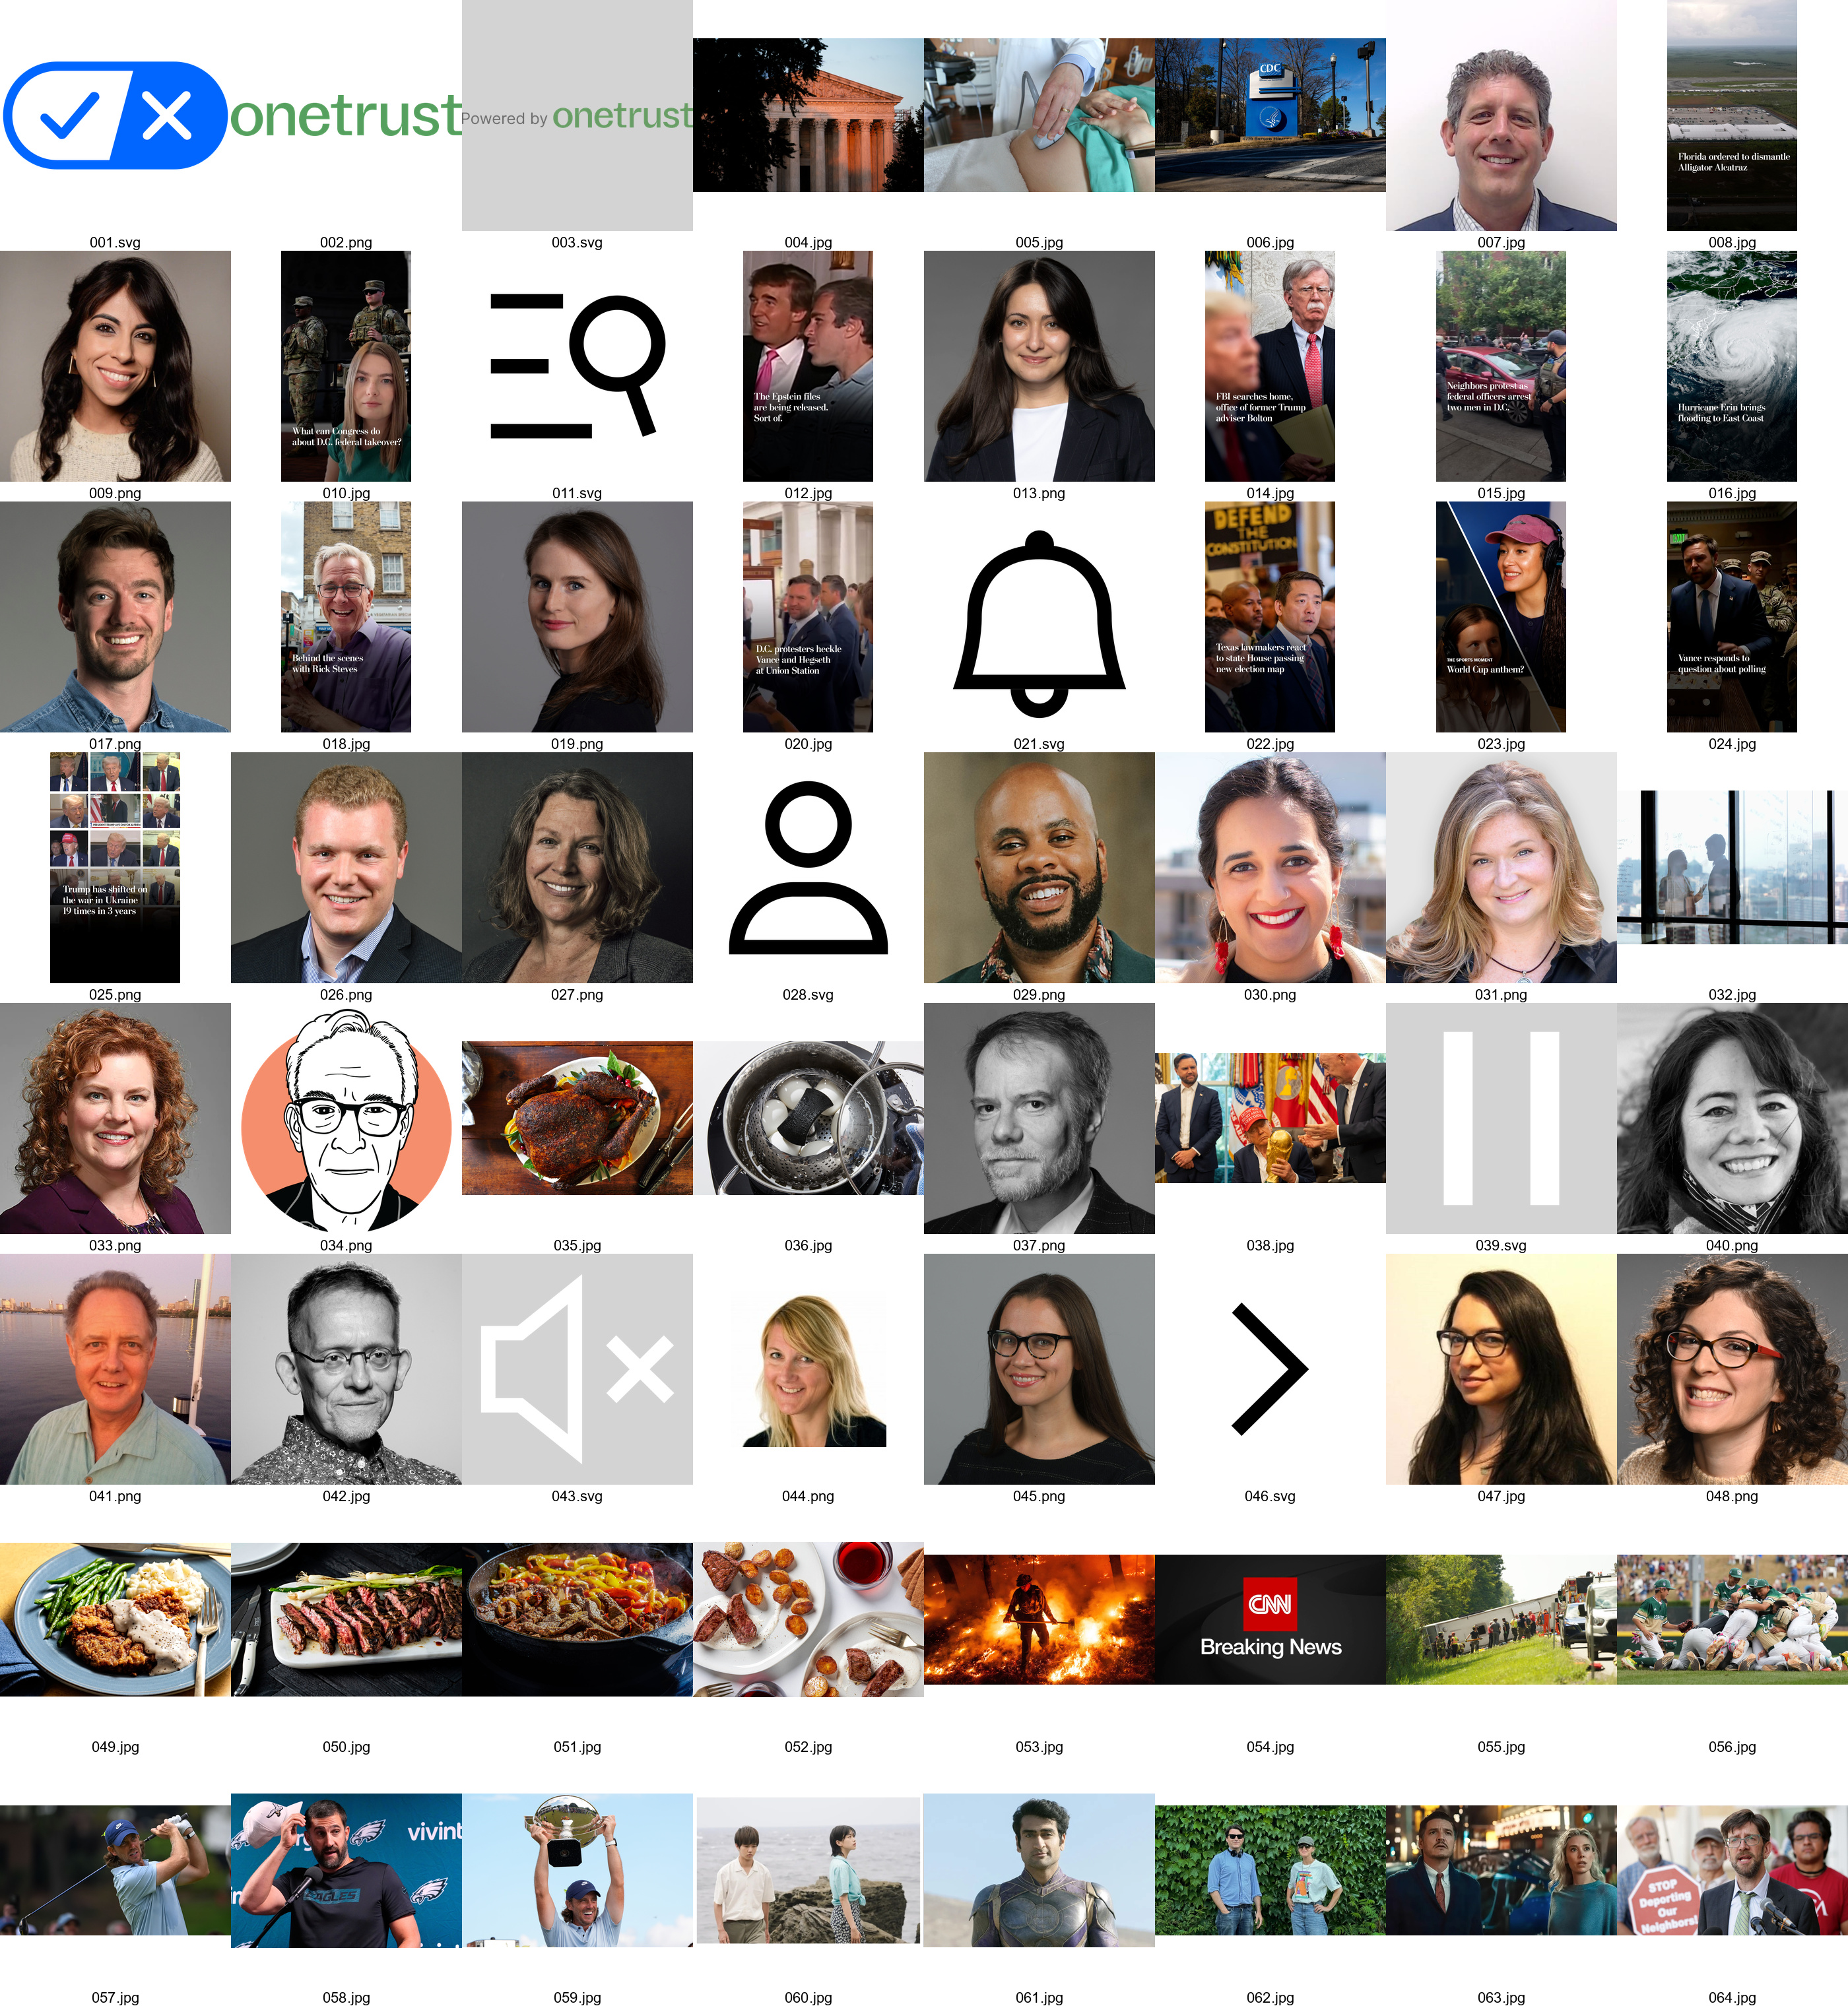 onetrust
Powered by onetrust
CDC
Florida ordered to dismantle
Alligator Alcatraz
001.svg
002.png
003.svg
004.jpg
005.jpg
006.jpg
007.jpg
008.jpg
What can Congress do
about D.C. federal takeover?
The Epstein files
are being released.
Sort of.
FBI searches home,
office of former Trump
adviser Bolton
Neighbors protest as
federal officers arrest
two men in D.C.
Hurricane Erin brings
flooding to East Coast
009.png
010.jpg
011.svg
012.jpg
013.png
014.jpg
015.jpg
016.jpg
Behind the scenes
with Rick Steves
D.C. protesters heckle
Vance and Hegseth
at Union Station
DEFEND
THE
CONSTITUTION
Texas lawmakers react
to state House passing
new election map
THE SPORTS MOMENT
World Cup anthem?
Vance responds to
question about polling
017.png
018.jpg
019.png
020.jpg
021.svg
022.jpg
023.jpg
024.jpg
Trump has shifted on
the war in Ukraine
19 times in 3 years
025.png
026.png
027.png
028.svg
029.png
030.png
031.png
032.jpg
033.png
034.png
035.jpg
036.jpg
037.png
038.jpg
039.svg
040.png
041.png
042.jpg
043.svg
044.png
045.png
046.svg
047.jpg
048.png
CNN
Breaking News
049.jpg
050.jpg
051.jpg
052.jpg
053.jpg
054.jpg
055.jpg
056.jpg
vivint
EAGLES
STOP
Deporting
Our
Neighbors!
057.jpg
058.jpg
059.jpg
060.jpg
061.jpg
062.jpg
063.jpg
064.jpg